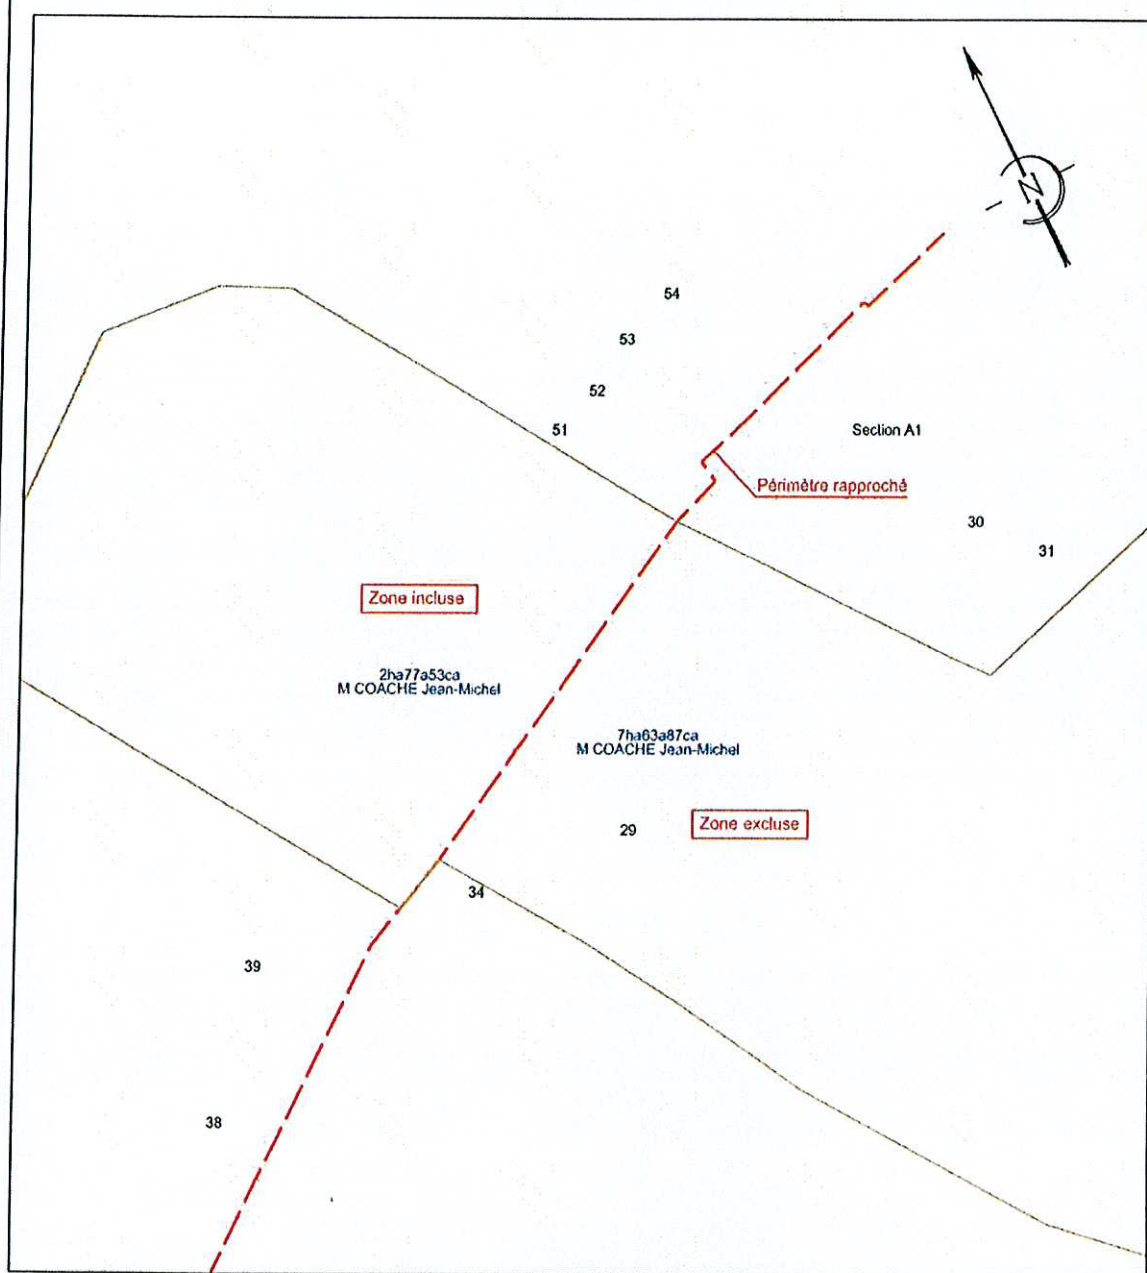 N
54
53
52
51
Section A1
Périmètre rapproché
30
31
Zone incluse
2ha77a53ca
M COACHE Jean-Michel
7ha63a87ca
M COACHE Jean-Michel
29
Zone excluse
34
39
38